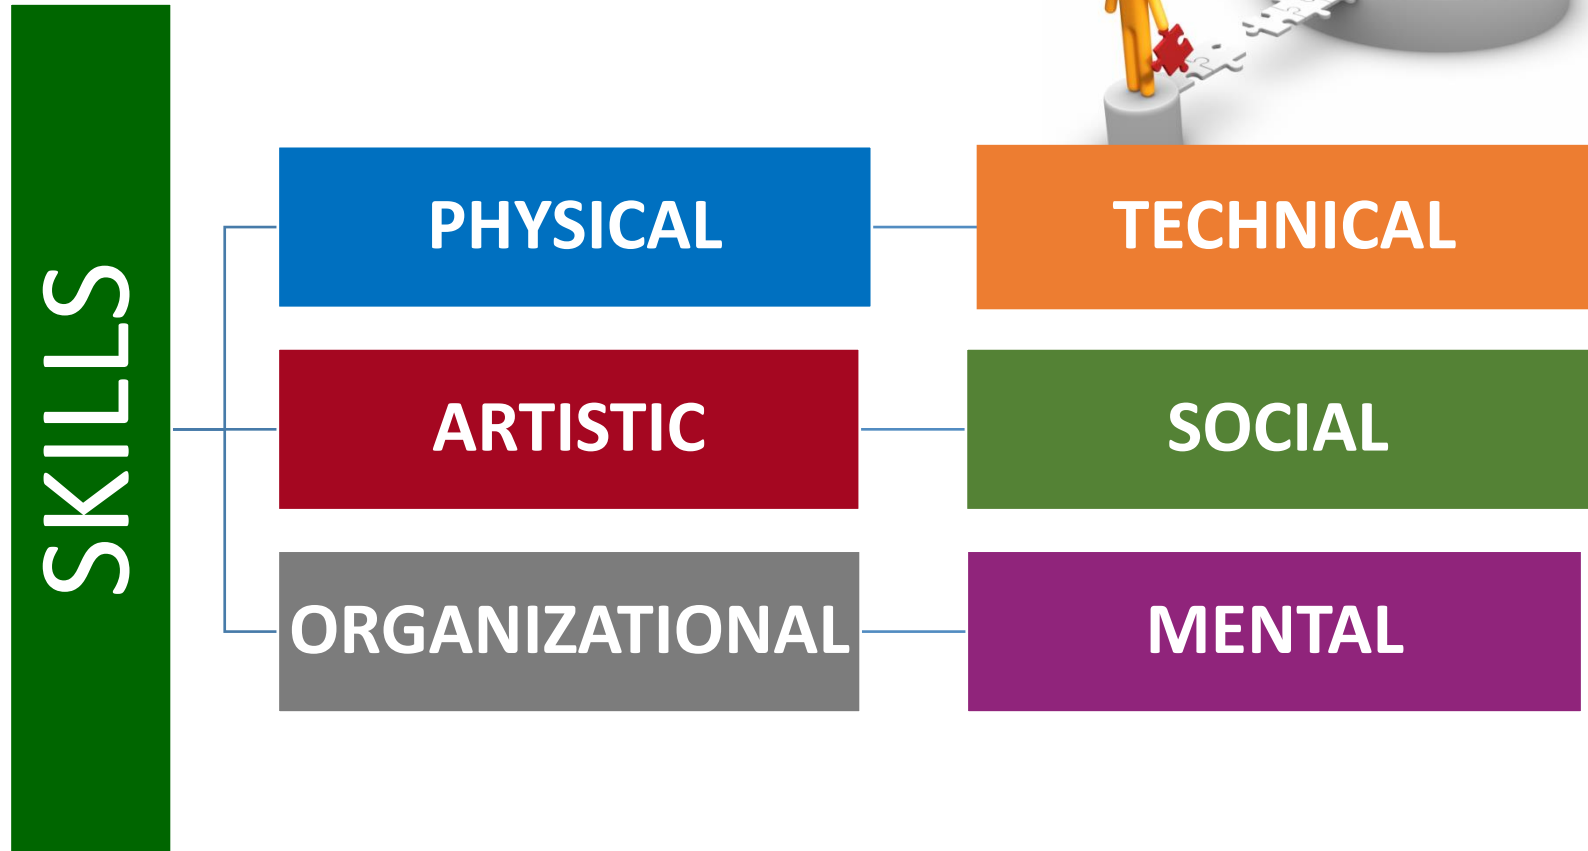 SKILLS
PHYSICAL
TECHNICAL
ARTISTIC
SOCIAL
ORGANIZATIONAL
MENTAL